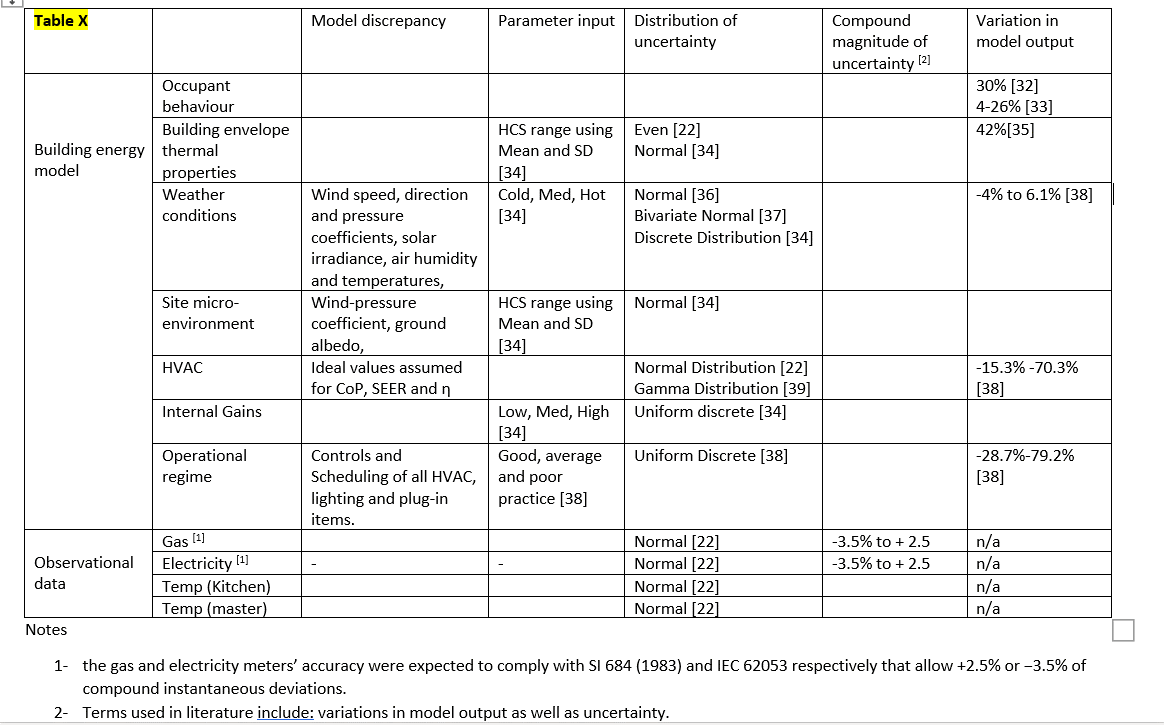 Table X
Model discrepancy
Parameter input
Distribution of
uncertainty
Compound
magnitude of
uncertainty [2]
Variation in
model output
Building energy
model
Occupant
behaviour
30% [32]
4-26% [33]
Building envelope
thermal
properties
HCS range using
Mean and SD
[34]
Even [22]
Normal [34]
42%[35]
Weather
conditions
Wind speed, direction
and pressure
coefficients, solar
irradiance, air humidity
and temperatures,
Cold, Med, Hot
[34]
Normal [36]
Bivariate Normal [37]
Discrete Distribution [34]
-4% to 6.1% [38]
Site micro-
environment
Wind-pressure
coefficient, ground
albedo,
HCS range using
Mean and SD
[34]
Normal [34]
HVAC
Ideal values assumed
for CoP, SEER and η
Normal Distribution [22]
Gamma Distribution [39]
-15.3% -70.3%
[38]
Internal Gains
Low, Med, High
[34]
Uniform discrete [34]
Operational
regime
Controls and
Scheduling of all HVAC,
lighting and plug-in
items.
Good, average
and poor
practice [38]
Uniform Discrete [38]
-28.7%-79.2%
[38]
Observational
data
Gas [1]
Normal [22]
-3.5% to + 2.5
n/a
Electricity [1]
-
-
Normal [22]
-3.5% to + 2.5
n/a
Temp (Kitchen)
Normal [22]
n/a
Temp (master)
Normal [22]
n/a
Notes
1- the gas and electricity meters’ accuracy were expected to comply with SI 684 (1983) and IEC 62053 respectively that allow +2.5% or −3.5% of
compound instantaneous deviations.
2- Terms used in literature include: variations in model output as well as uncertainty.